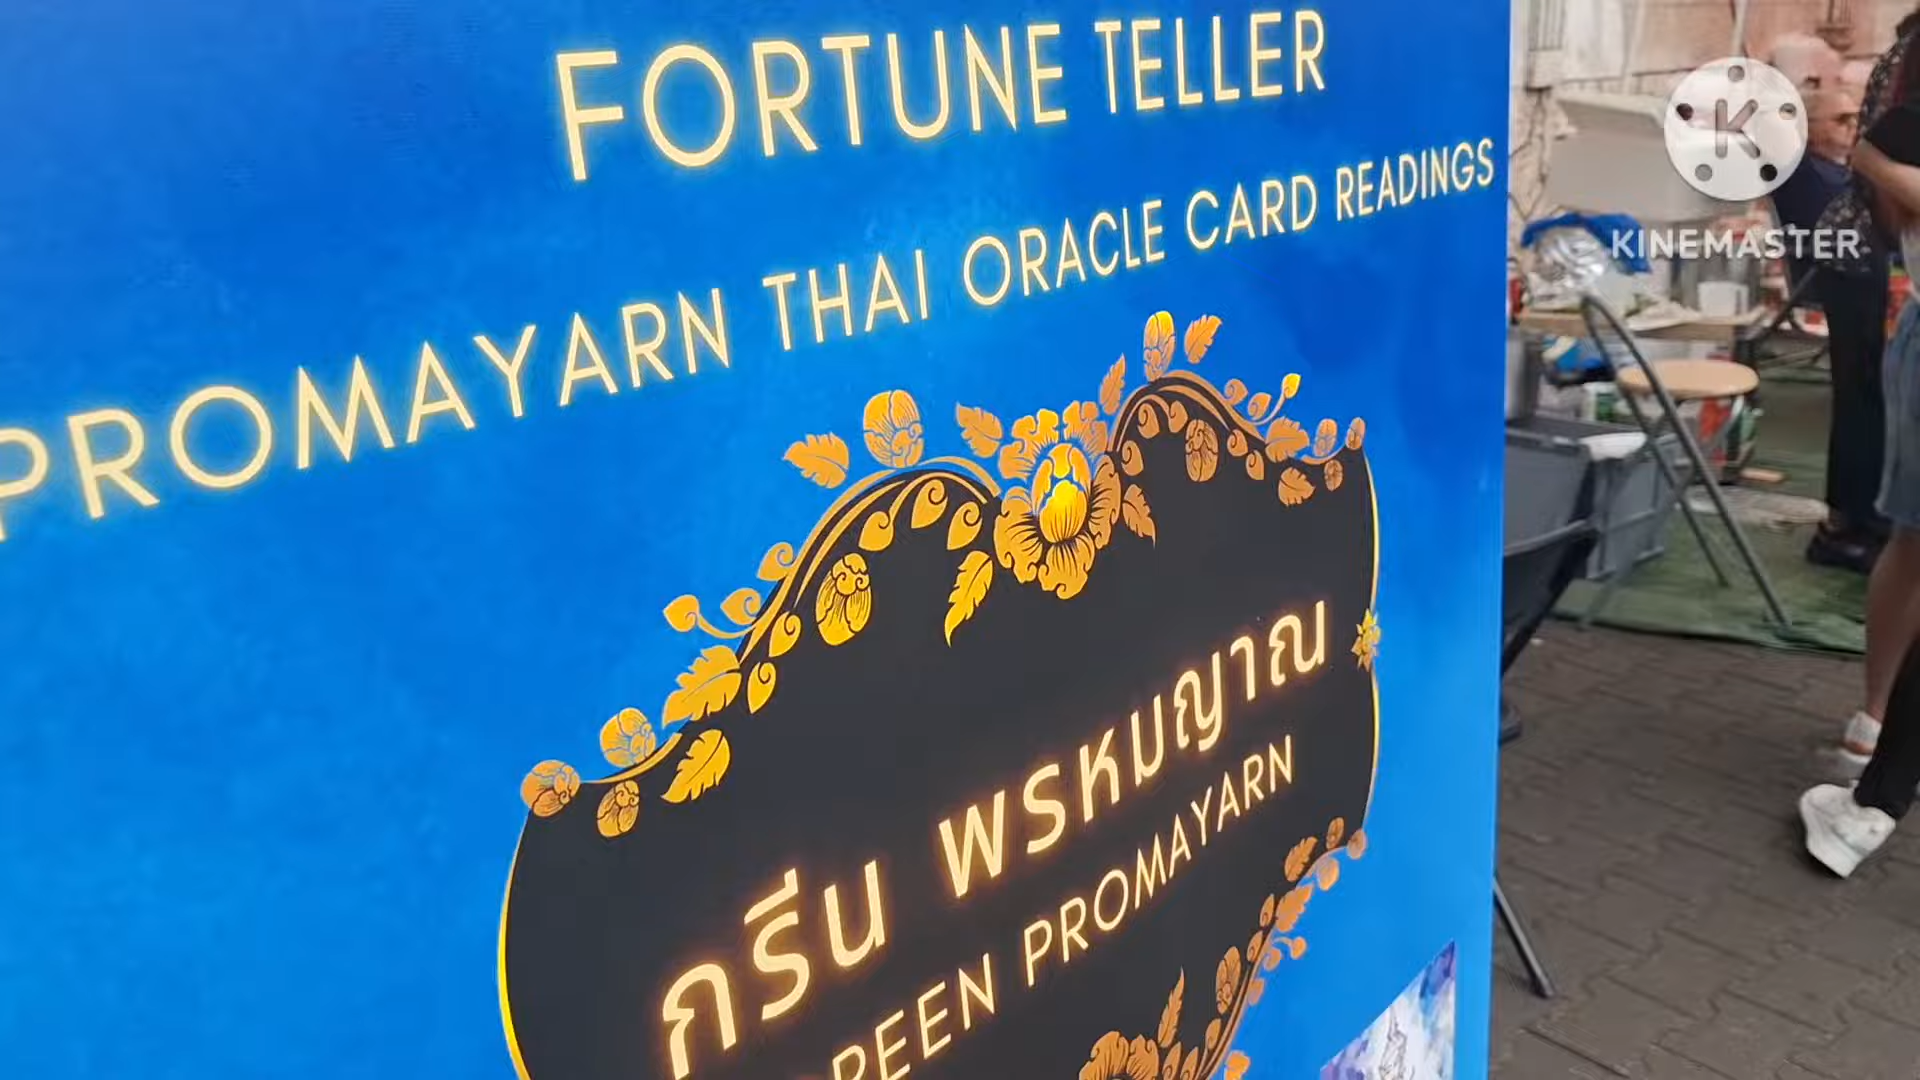 FORTUNE TELLER
PROMAYARN THAI ORACLE CARD READINGS
กรีน พรหมญาณ
REEN PROMAYARN
K
KINEMASTER